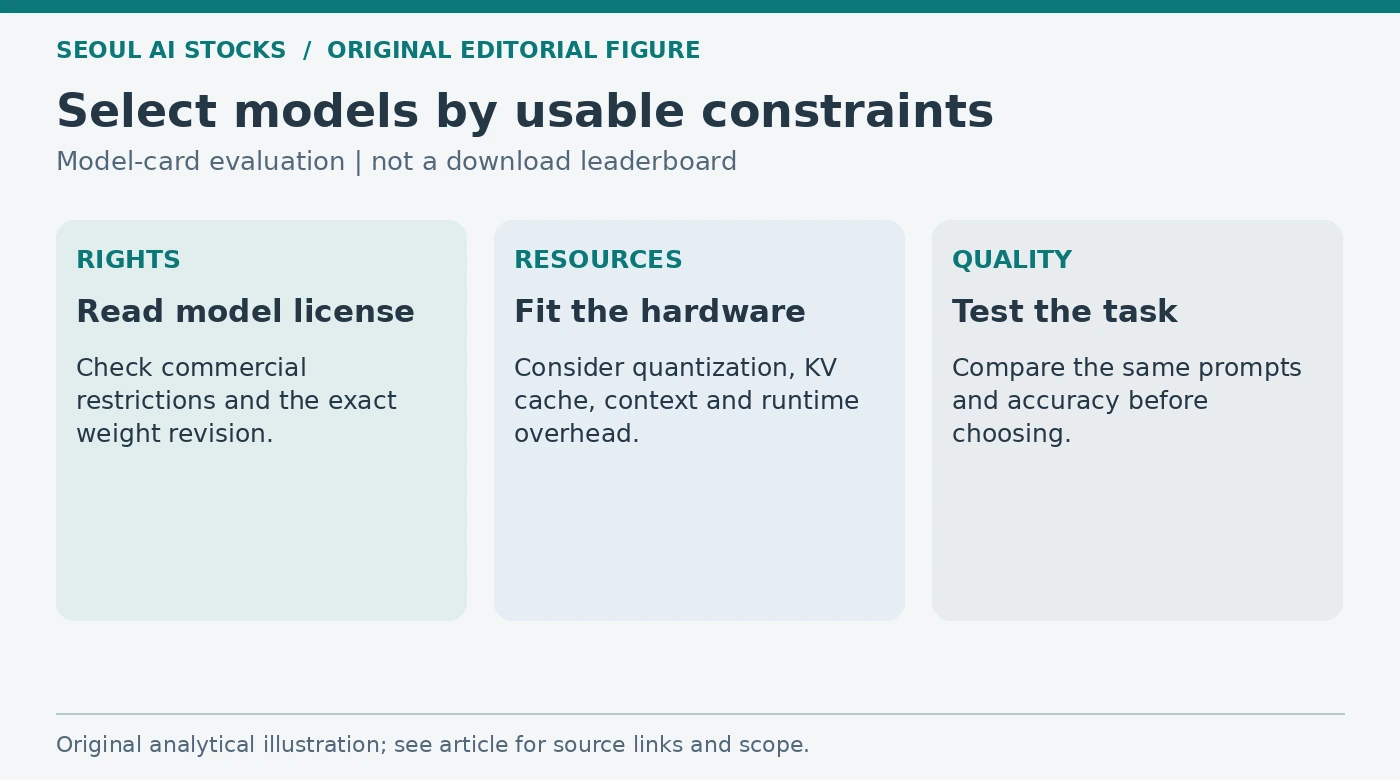 SEOUL AI STOCKS / ORIGINAL EDITORIAL FIGURE
Select models by usable constraints
Model-card evaluation | not a download leaderboard
RIGHTS
Read model license
Check commercial
restrictions and the exact
weight revision.
RESOURCES
Fit the hardware
Consider quantization, KV
cache, context and runtime
overhead.
QUALITY
Test the task
Compare the same prompts
and accuracy before
choosing.
Original analytical illustration; see article for source links and scope.